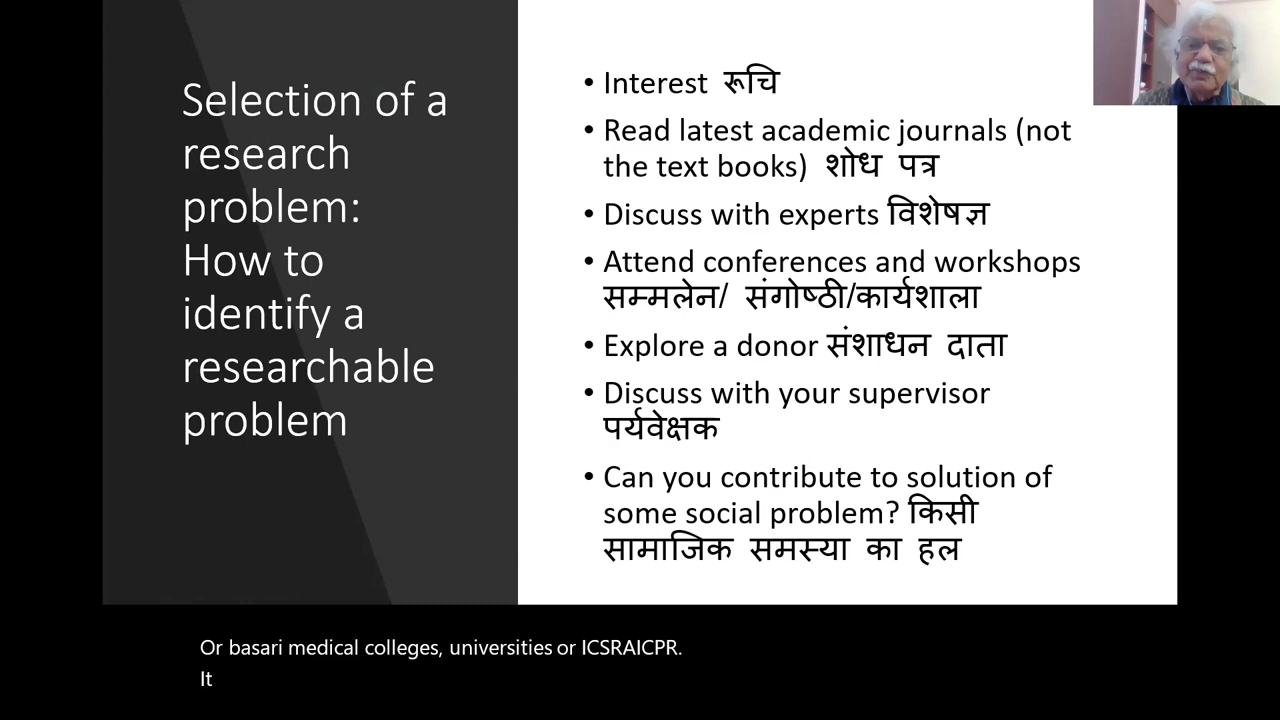 Selection of a
research
problem:
How to
identify a
researchable
problem
• Interest रूचि
• Read latest academic journals (not
the text books) शोध पत्र
• Discuss with experts विशेषज्ञ
• Attend conferences and workshops
सम्मलेन/ संगोष्ठी/कार्यशाला
• Explore a donor संशाधन दाता
• Discuss with your supervisor
पर्यवेक्षक
• Can you contribute to solution of
some social problem? किसी
सामाजिक समस्या का हल
Or basari medical colleges, universities or ICSRAICPR.
It